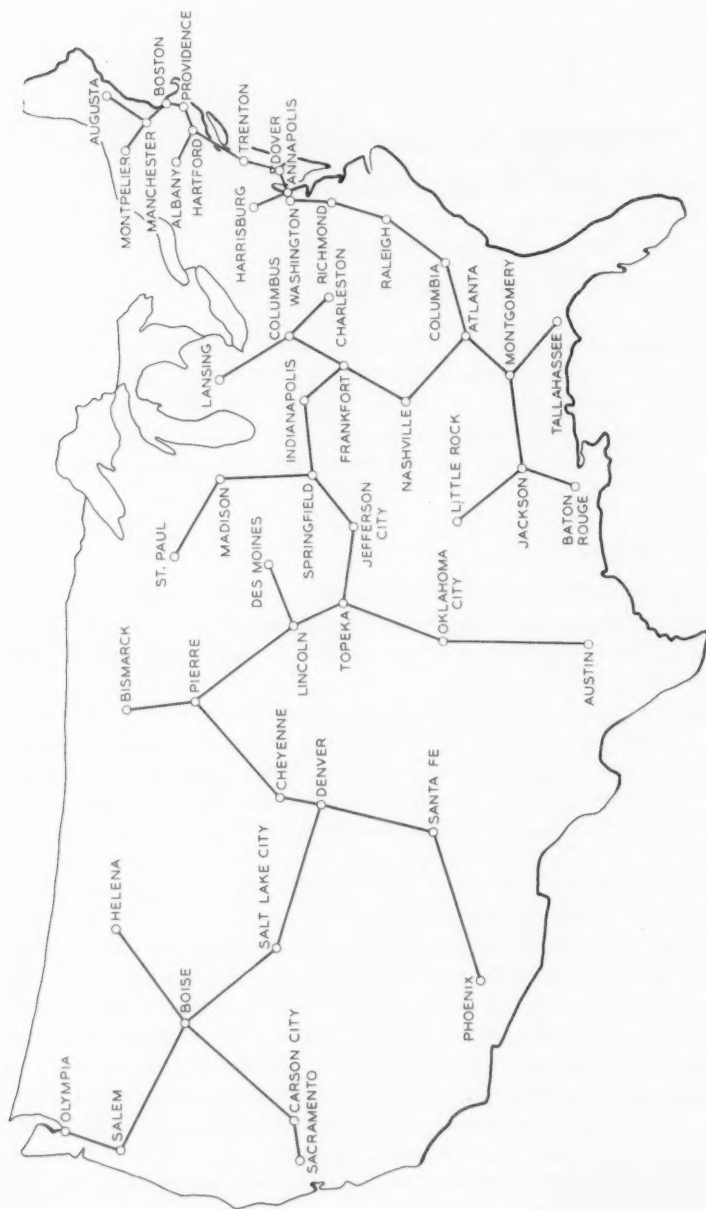 OLYMPIA
SALEM
HELENA
BOISE
CARSON CITY
SACRAMENTO
SALT LAKE CITY
PHOENIX
BISMARCK
PIERRE
CHEYENNE
DENVER
SANTA FE
ST. PAUL
MADISON
DES MOINES
LINCOLN
TOPEKA
SPRINGFIELD
JEFFERSON
CITY
OKLAHOMA
CITY
AUSTIN
LANSING
INDIANAPOLIS
COLUMBUS
CHARLESTON
FRANKFORT
NASHVILLE
LITTLE ROCK
JACKSON
BATON
ROUGE
AUGUSTA
MONTPELIER
MANCHESTER
BOSTON
PROVIDENCE
ALBANY
HARTFORD
TRENTON
HARRISBURG
DOVER
ANNAPOLIS
WASHINGTON
RICHMOND
RALEIGH
COLUMBIA
ATLANTA
MONTGOMERY
TALLAHASSEE